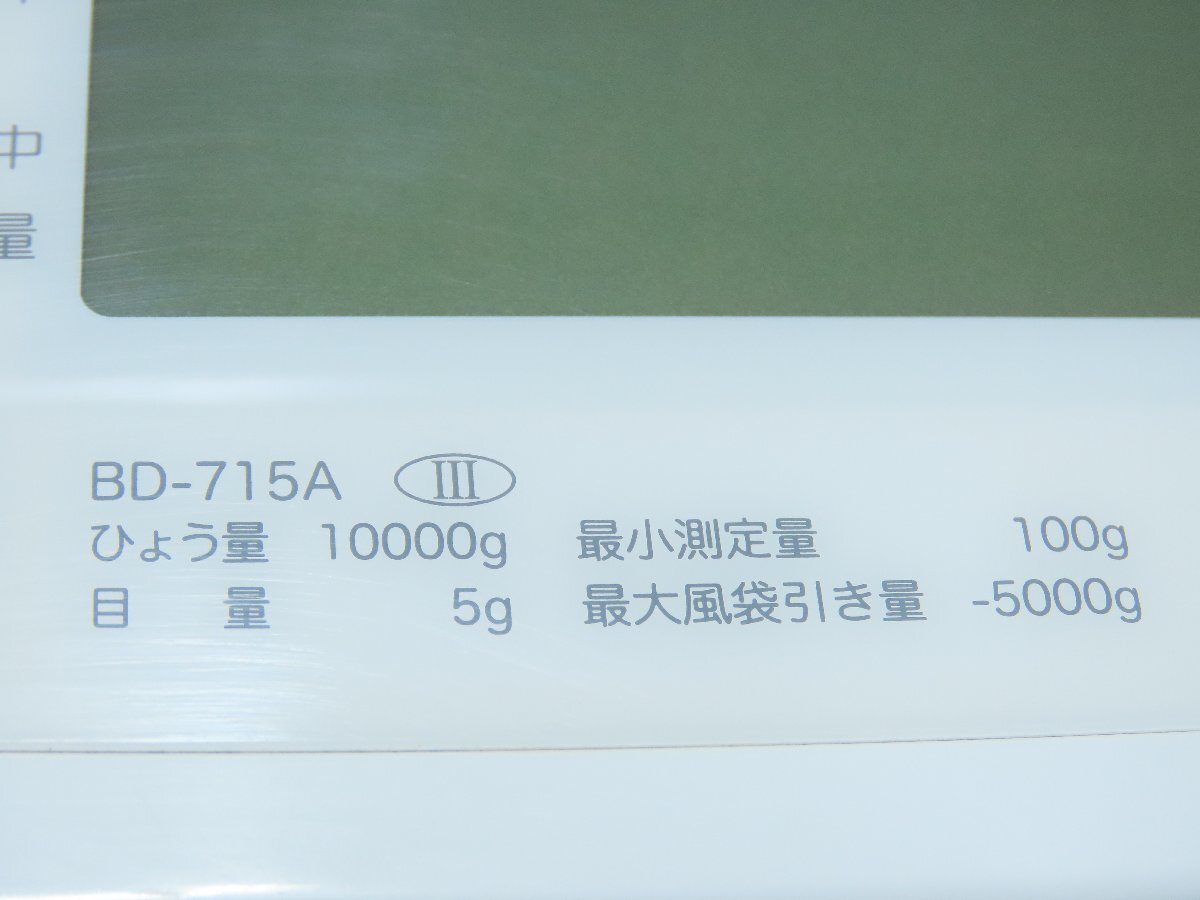 中
量
BD-715A III
ひょう量 10000g 最小測定量 100g
目 量 5g 最大風袋引き量 -5000g